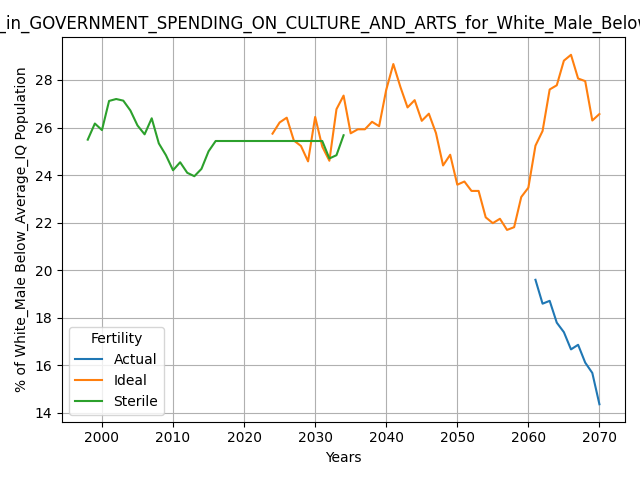 _in_GOVERNMENT_SPENDING_ON_CULTURE_AND_ARTS_for_White_Male_Below
% of White_Male Below_Average_IQ Population
28
26
24
22
20
18
16
14
Fertility
Actual
Ideal
Sterile
2000 2010 2020 2030 2040 2050 2060 2070
Years